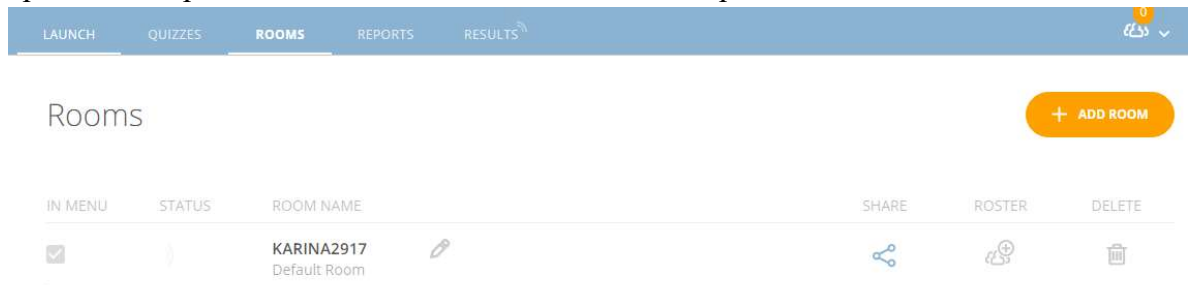 LAUNCH QUIZZES ROOMS REPORTS RESULTS 0
Rooms
+ ADD ROOM
IN MENU STATUS ROOM NAME SHARE ROSTER DELETE
KARINA2917
Default Room